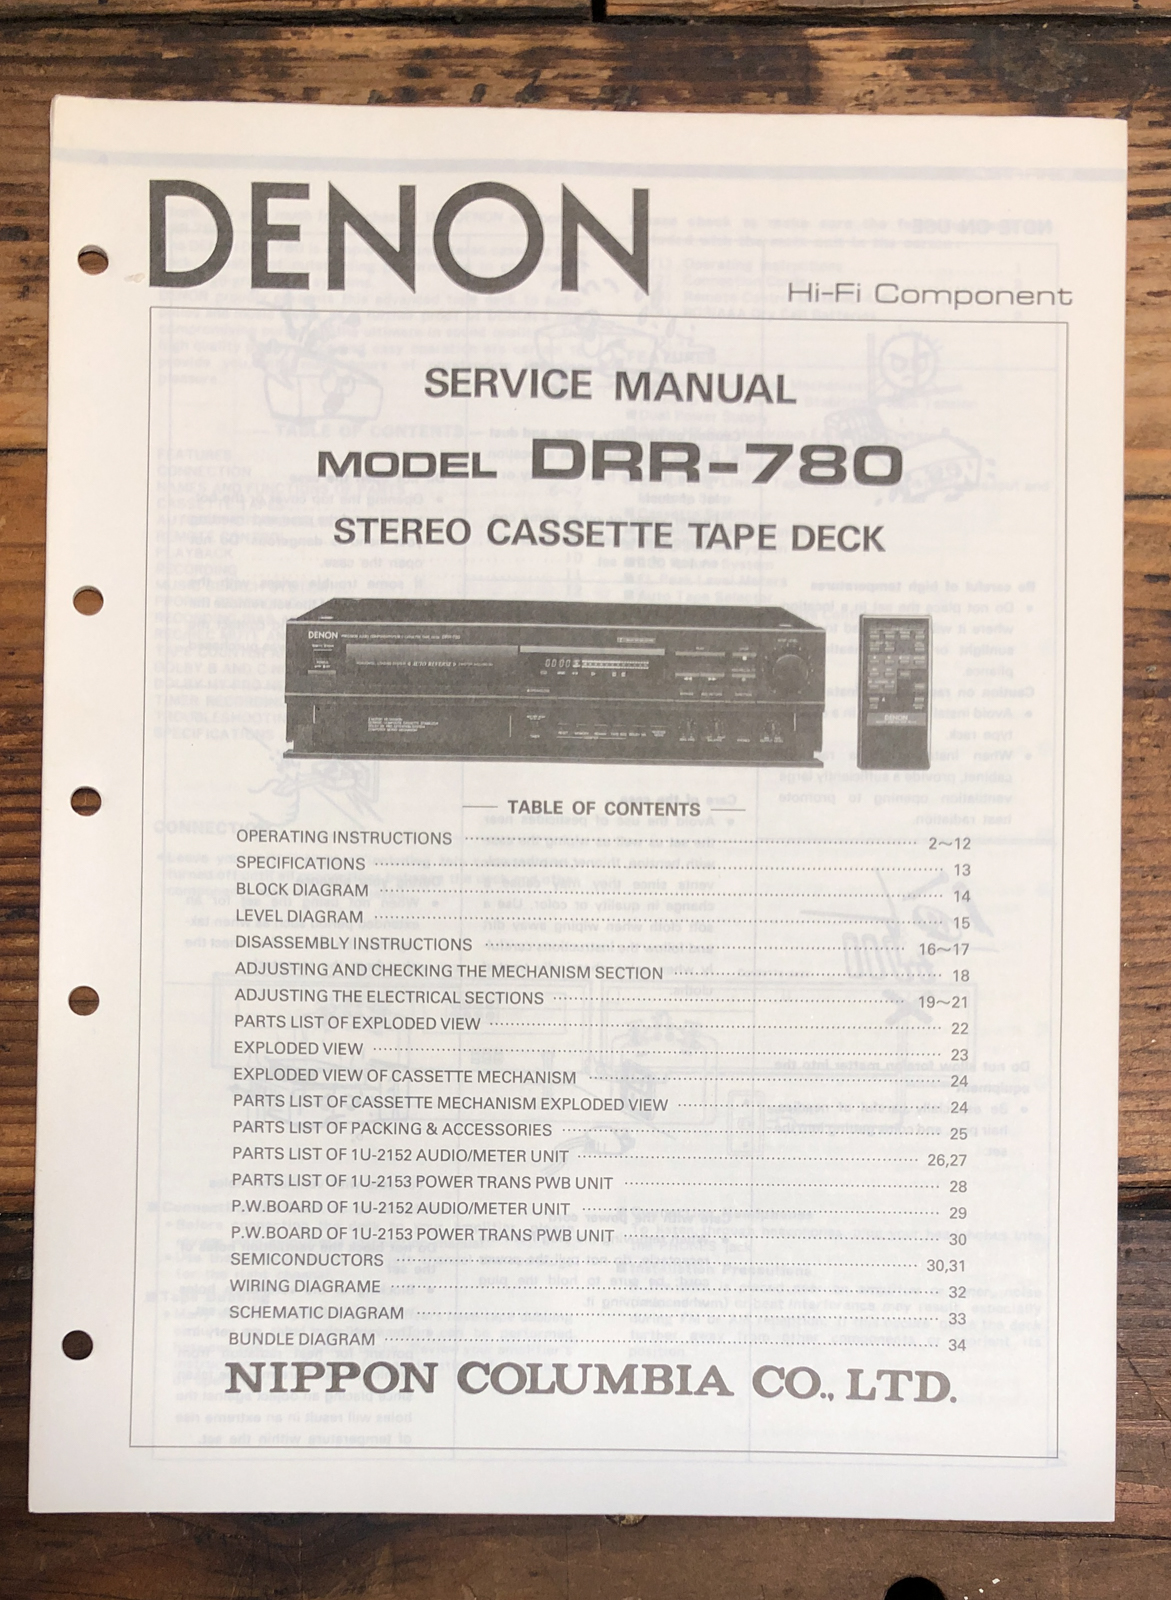 DENON
Hi-Fi Component
SERVICE MANUAL
MODEL DRR-780
STEREO CASSETTE TAPE DECK
DENON
AUTO REVERSE
DENON
TABLE OF CONTENTS
OPERATING INSTRUCTIONS 2~12
SPECIFICATIONS 13
BLOCK DIAGRAM 14
LEVEL DIAGRAM 15
DISASSEMBLY INSTRUCTIONS 16~17
ADJUSTING AND CHECKING THE MECHANISM SECTION 18
ADJUSTING THE ELECTRICAL SECTIONS 19~21
PARTS LIST OF EXPLODED VIEW 22
EXPLODED VIEW 23
EXPLODED VIEW OF CASSETTE MECHANISM 24
PARTS LIST OF CASSETTE MECHANISM EXPLODED VIEW 24
PARTS LIST OF PACKING & ACCESSORIES 25
PARTS LIST OF 1U-2152 AUDIO/METER UNIT 26,27
PARTS LIST OF 1U-2153 POWER TRANS PWB UNIT 28
P.W.BOARD OF 1U-2152 AUDIO/METER UNIT 29
P.W.BOARD OF 1U-2153 POWER TRANS PWB UNIT 30
SEMICONDUCTORS 30,31
WIRING DIAGRAME 32
SCHEMATIC DIAGRAM 33
BUNDLE DIAGRAM 34
NIPPON COLUMBIA CO., LTD.